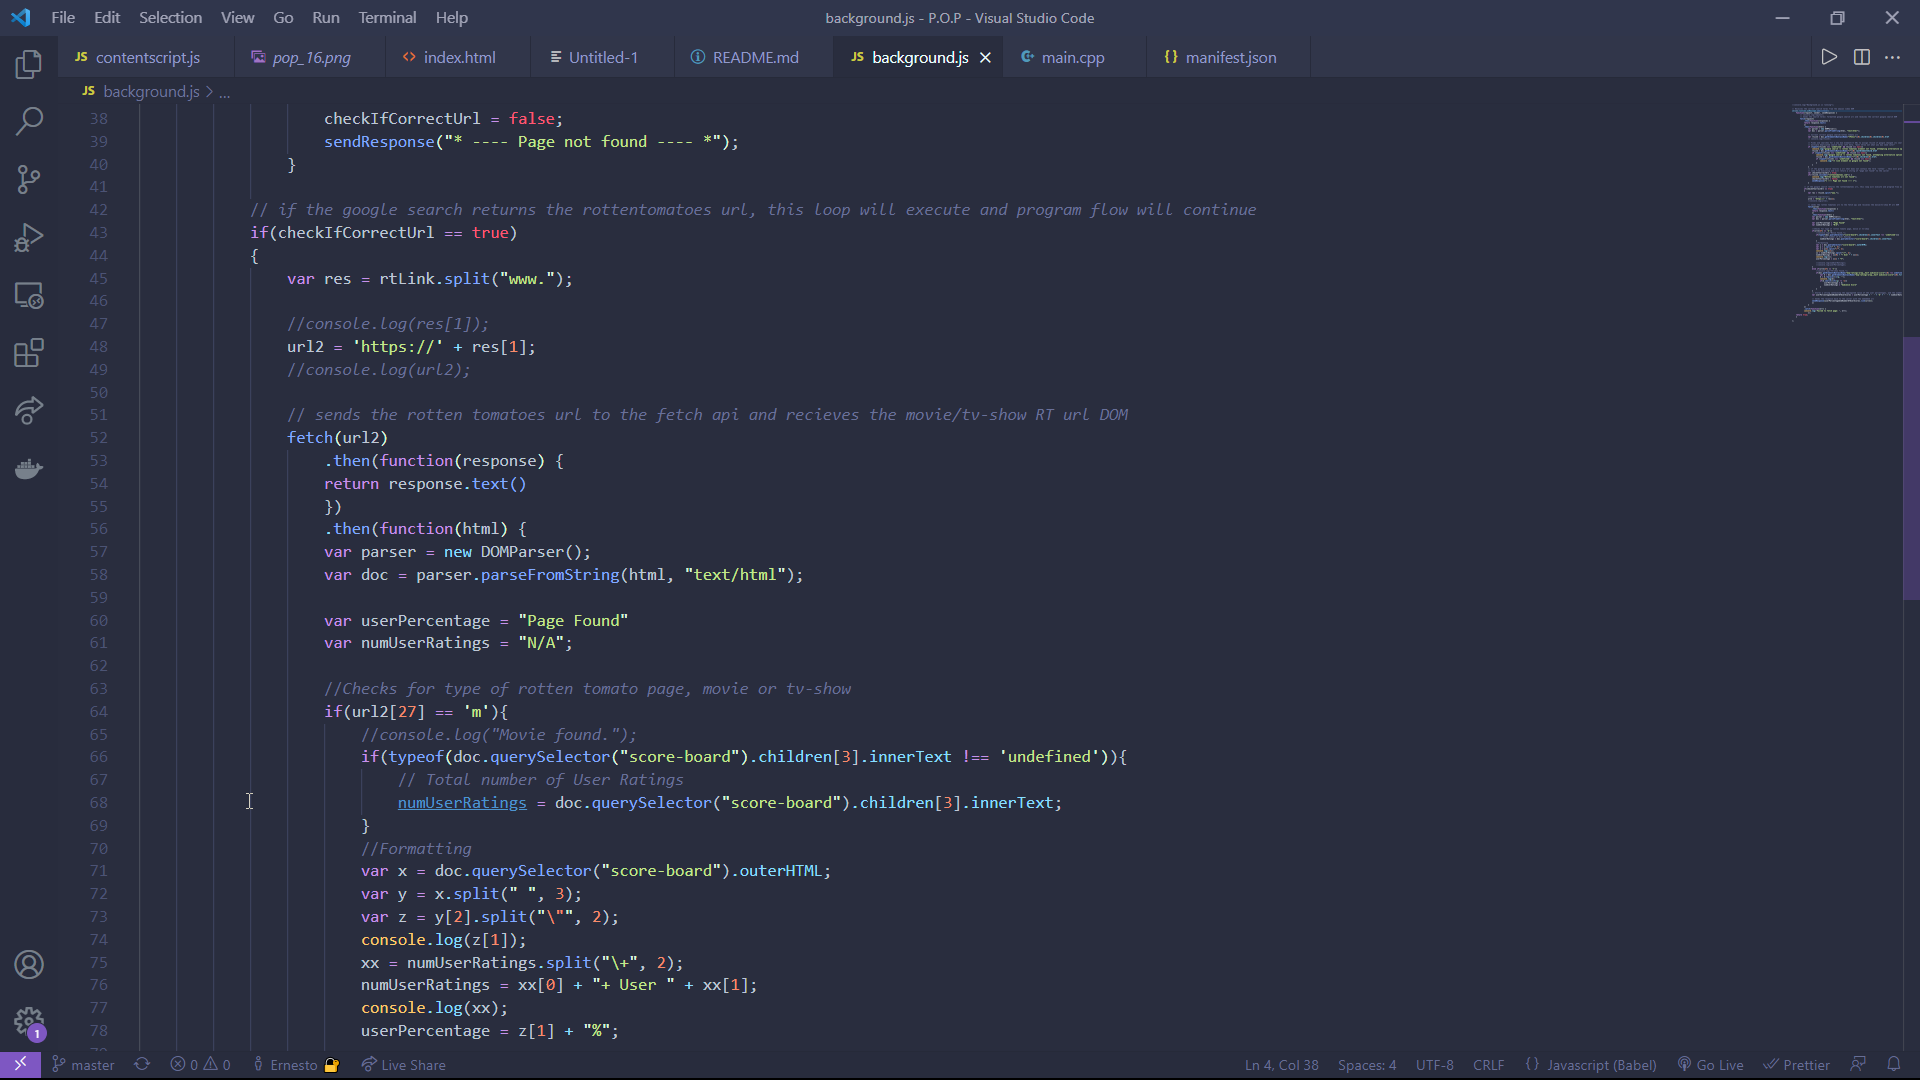 File Edit Selection View Go Run Terminal Help
background.js - P.O.P - Visual Studio Code
JS contentscript.js
pop_16.png
<> index.html
Untitled-1
README.md
JS background.js
main.cpp
{} manifest.json
JS background.js > ...
38 checkIfCorrectUrl = false;
39 sendResponse("* ---- Page not found ---- *");
40 }
41
42 // if the google search returns the rottentomatoes url, this loop will execute and program flow will continue
43 if(checkIfCorrectUrl == true)
44 {
45 var res = rtLink.split("www.");
46
47 //console.log(res[1]);
48 url2 = 'https://' + res[1];
49 //console.log(url2);
50
51 // sends the rotten tomatoes url to the fetch api and recieves the movie/tv-show RT url DOM
52 fetch(url2)
53 .then(function(response) {
54 return response.text()
55 })
56 .then(function(html) {
57 var parser = new DOMParser();
58 var doc = parser.parseFromString(html, "text/html");
59
60 var userPercentage = "Page Found"
61 var numUserRatings = "N/A";
62
63 //Checks for type of rotten tomato page, movie or tv-show
64 if(url2[27] == 'm'){
65 //console.log("Movie found.");
66 if(typeof(doc.querySelector("score-board").children[3].innerText !== 'undefined')){
67 // Total number of User Ratings
68 numUserRatings = doc.querySelector("score-board").children[3].innerText;
69 }
70 //Formatting
71 var x = doc.querySelector("score-board").outerHTML;
72 var y = x.split(" ", 3);
73 var z = y[2].split("\"", 2);
74 console.log(z[1]);
75 xx = numUserRatings.split("\+", 2);
76 numUserRatings = xx[0] + "+ User " + xx[1];
77 console.log(xx);
78 userPercentage = z[1] + "%";
1
master
0
0
Ernesto
Live Share
Ln 4, Col 38
Spaces: 4
UTF-8
CRLF
{} Javascript (Babel)
Go Live
Prettier